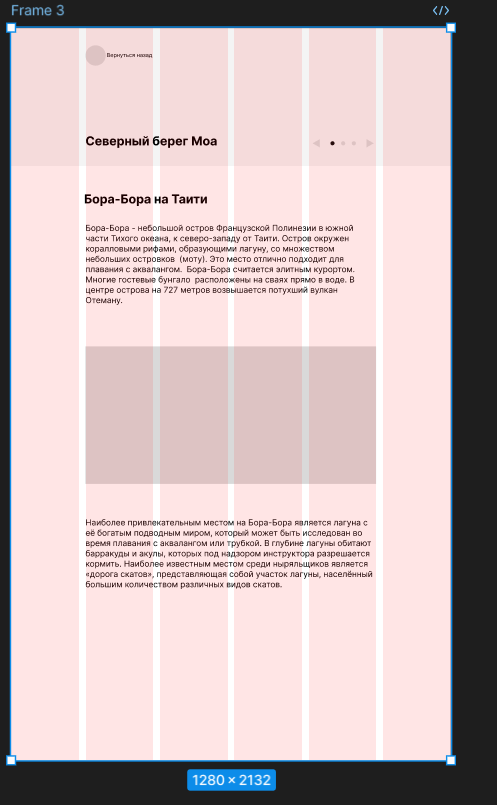 Frame 3
Вернуться назад
Северный берег Моа
Бора-Бора на Таити
Бора-Бора - небольшой остров Французской Полинезии в южной
части Тихого океана, к северо-западу от Таити. Остров окружен
коралловыми рифами, образующими лагуну, со множеством
небольших островков (моту). Это место отлично подходит для
плавания с аквалангом. Бора-Бора считается элитным курортом.
Многие гостевые бунгало расположены на сваях прямо в воде. В
центре острова на 727 метров возвышается потухший вулкан
Отеману.
Наиболее привлекательным местом на Бора-Бора является лагуна с
её богатым подводным миром, который может быть исследован во
время плавания с аквалангом или трубкой. В глубине лагуны обитают
барракуды и акулы, которых под надзором инструктора разрешается
кормить. Наиболее известным местом среди ныряльщиков является
«дорога скатов», представляющая собой участок лагуны, населённый
большим количеством различных видов скатов.
1280 × 2132